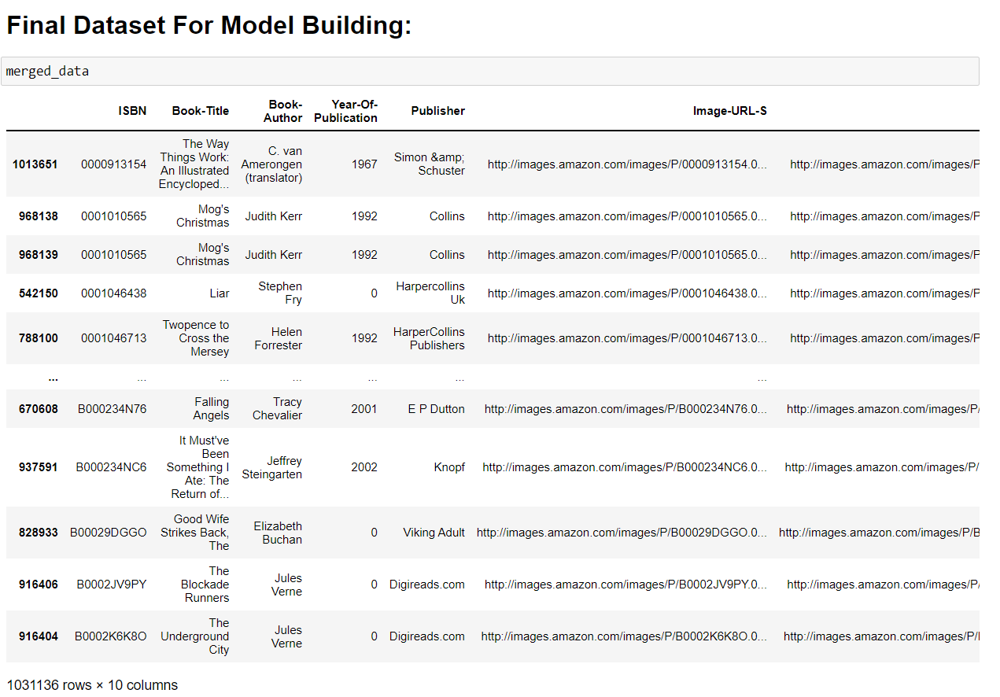 Final Dataset For Model Building:
merged_data
ISBN Book-Title Book-Author Year-Of-Publication Publisher Image-URL-S
1013651 0000913154 The Way Things Work: An Illustrated Encycloped... C. van Amerongen (translator) 1967 Simon &amp; Schuster http://images.amazon.com/images/P/0000913154.0... http://images.amazon.com/images/P
968138 0001010565 Mog's Christmas Judith Kerr 1992 Collins http://images.amazon.com/images/P/0001010565.0... http://images.amazon.com/images/P
968139 0001010565 Mog's Christmas Judith Kerr 1992 Collins http://images.amazon.com/images/P/0001010565.0... http://images.amazon.com/images/P
542150 0001046438 Liar Stephen Fry 0 Harpercollins Uk http://images.amazon.com/images/P/0001046438.0... http://images.amazon.com/images/P
788100 0001046713 Twopence to Cross the Mersey Helen Forrester 1992 HarperCollins Publishers http://images.amazon.com/images/P/0001046713.0... http://images.amazon.com/images/P
... ... ... ... ... ... ...
670608 B000234N76 Falling Angels Tracy Chevalier 2001 E P Dutton http://images.amazon.com/images/P/B000234N76.0... http://images.amazon.com/images/P/
937591 B000234NC6 It Must've Been Something I Ate: The Return of... Jeffrey Steingarten 2002 Knopf http://images.amazon.com/images/P/B000234NC6.0... http://images.amazon.com/images/P/
828933 B00029DGGO Good Wife Strikes Back, The Elizabeth Buchan 0 Viking Adult http://images.amazon.com/images/P/B00029DGGO.0... http://images.amazon.com/images/P/B
916406 B0002JV9PY The Blockade Runners Jules Verne 0 Digireads.com http://images.amazon.com/images/P/B0002JV9PY.0... http://images.amazon.com/images/P/
916404 B0002K6K8O The Underground City Jules Verne 0 Digireads.com http://images.amazon.com/images/P/B0002K6K8O.0... http://images.amazon.com/images/P/
1031136 rows × 10 columns